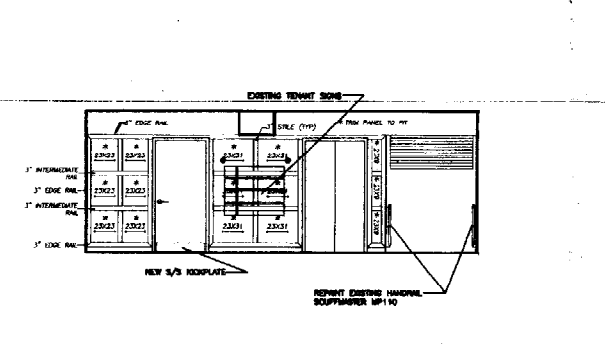 EXISTING TENANT SIGNS
3" EDGE RAIL
3" STILE (TYP)
* TRIM PANEL TO FIT
23X23 23X23
23X31 23X31
3" INTERMEDIATE
RAIL
3" EDGE RAIL
23X23 23X23
3" INTERMEDIATE
RAIL
23X23 23X23
23X31 23X31
3" EDGE RAIL
NEW S/S KICKPLATE
REPAINT EXISTING HANDRAIL
SCUFFMASTER MP110